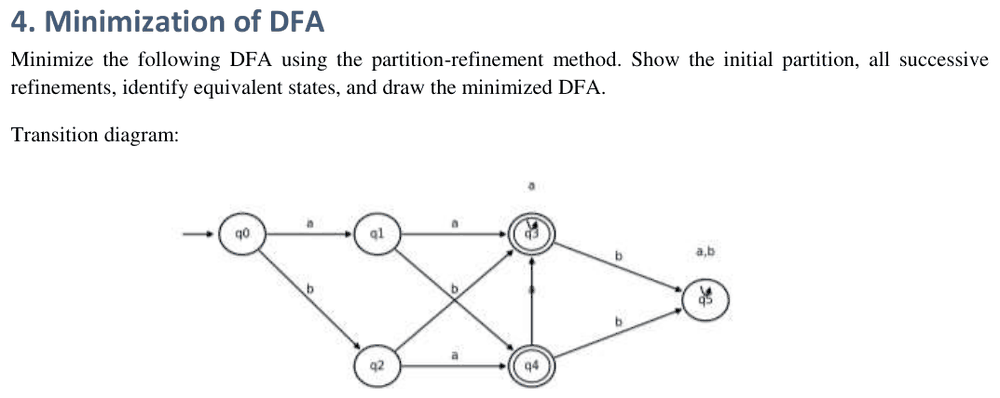 4. Minimization of DFA
Minimize the following DFA using the partition-refinement method. Show the initial partition, all successive
refinements, identify equivalent states, and draw the minimized DFA.
Transition diagram:
a
q0
a
q1
a
q3
b
a,b
b
b
q5
b
q2
a
q4